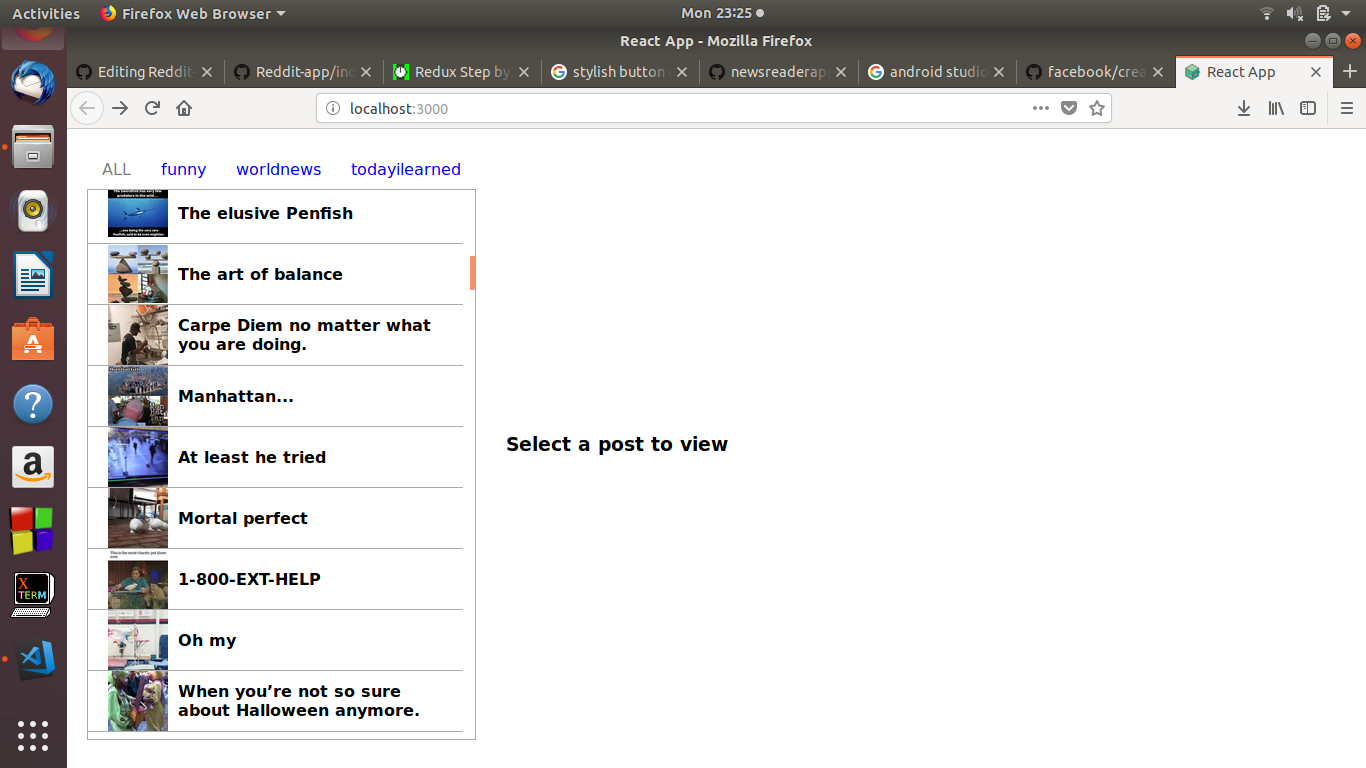 Activities
Firefox Web Browser
Mon 23:25
React App - Mozilla Firefox
Editing Reddit-
Reddit-app/ind
Redux Step by
stylish button
newsreaderap
android studio
facebook/crea
React App
localhost:3000
ALL
funny
worldnews
todayilearned
The elusive Penfish
The art of balance
Carpe Diem no matter what
you are doing.
Manhattan...
At least he tried
Mortal perfect
1-800-EXT-HELP
Oh my
When you’re not so sure
about Halloween anymore.
Select a post to view
X
TERM